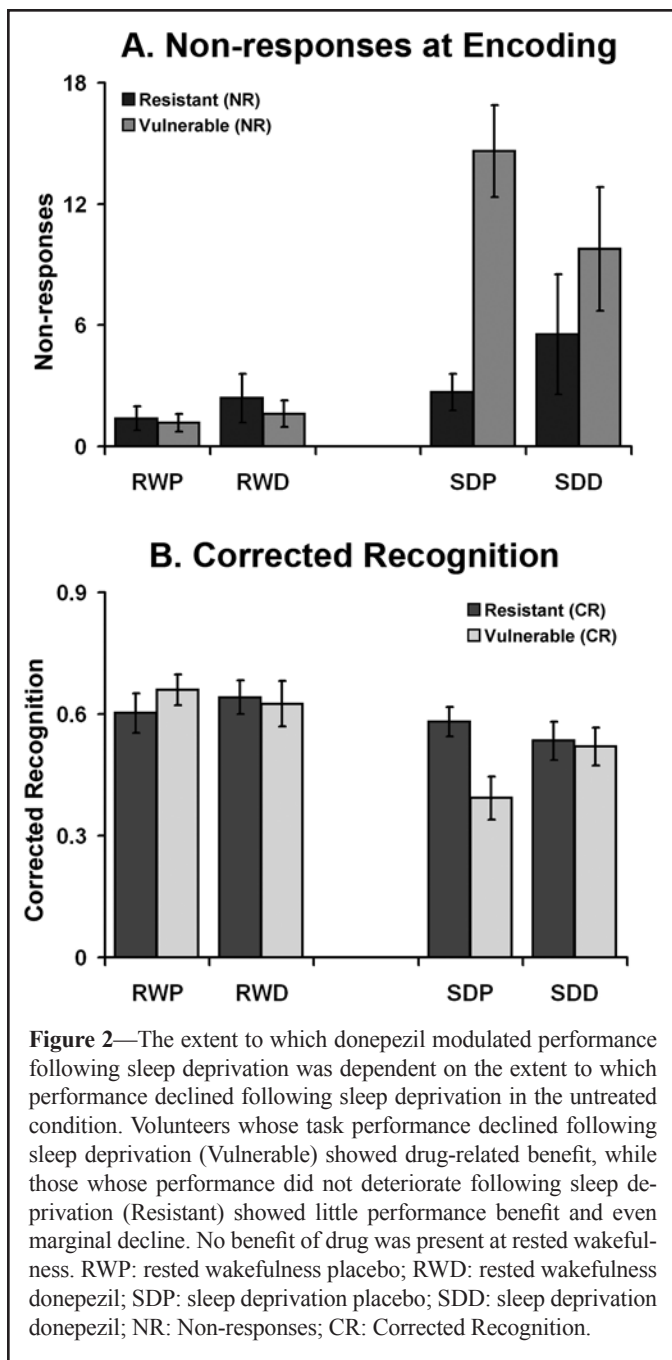 A. Non-responses at Encoding
18
Resistant (NR)
Vulnerable (NR)
12
Non-responses
6
0
RWP RWD SDP SDD
B. Corrected Recognition
0.9
Resistant (CR)
Vulnerable (CR)
0.6
Corrected Recognition
0.3
0
RWP RWD SDP SDD
Figure 2—The extent to which donepezil modulated performance
following sleep deprivation was dependent on the extent to which
performance declined following sleep deprivation in the untreated
condition. Volunteers whose task performance declined following
sleep deprivation (Vulnerable) showed drug-related benefit, while
those whose performance did not deteriorate following sleep de-
privation (Resistant) showed little performance benefit and even
marginal decline. No benefit of drug was present at rested wakeful-
ness. RWP: rested wakefulness placebo; RWD: rested wakefulness
donepezil; SDP: sleep deprivation placebo; SDD: sleep deprivation
donepezil; NR: Non-responses; CR: Corrected Recognition.